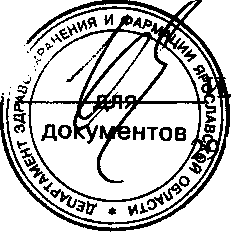 ДЕПАРТАМЕНТ ЗДРАВООХРАНЕНИЯ И ФАРМАЦИИ ЯРОСЛАВСКОЙ ОБЛАСТИ *
для
документов